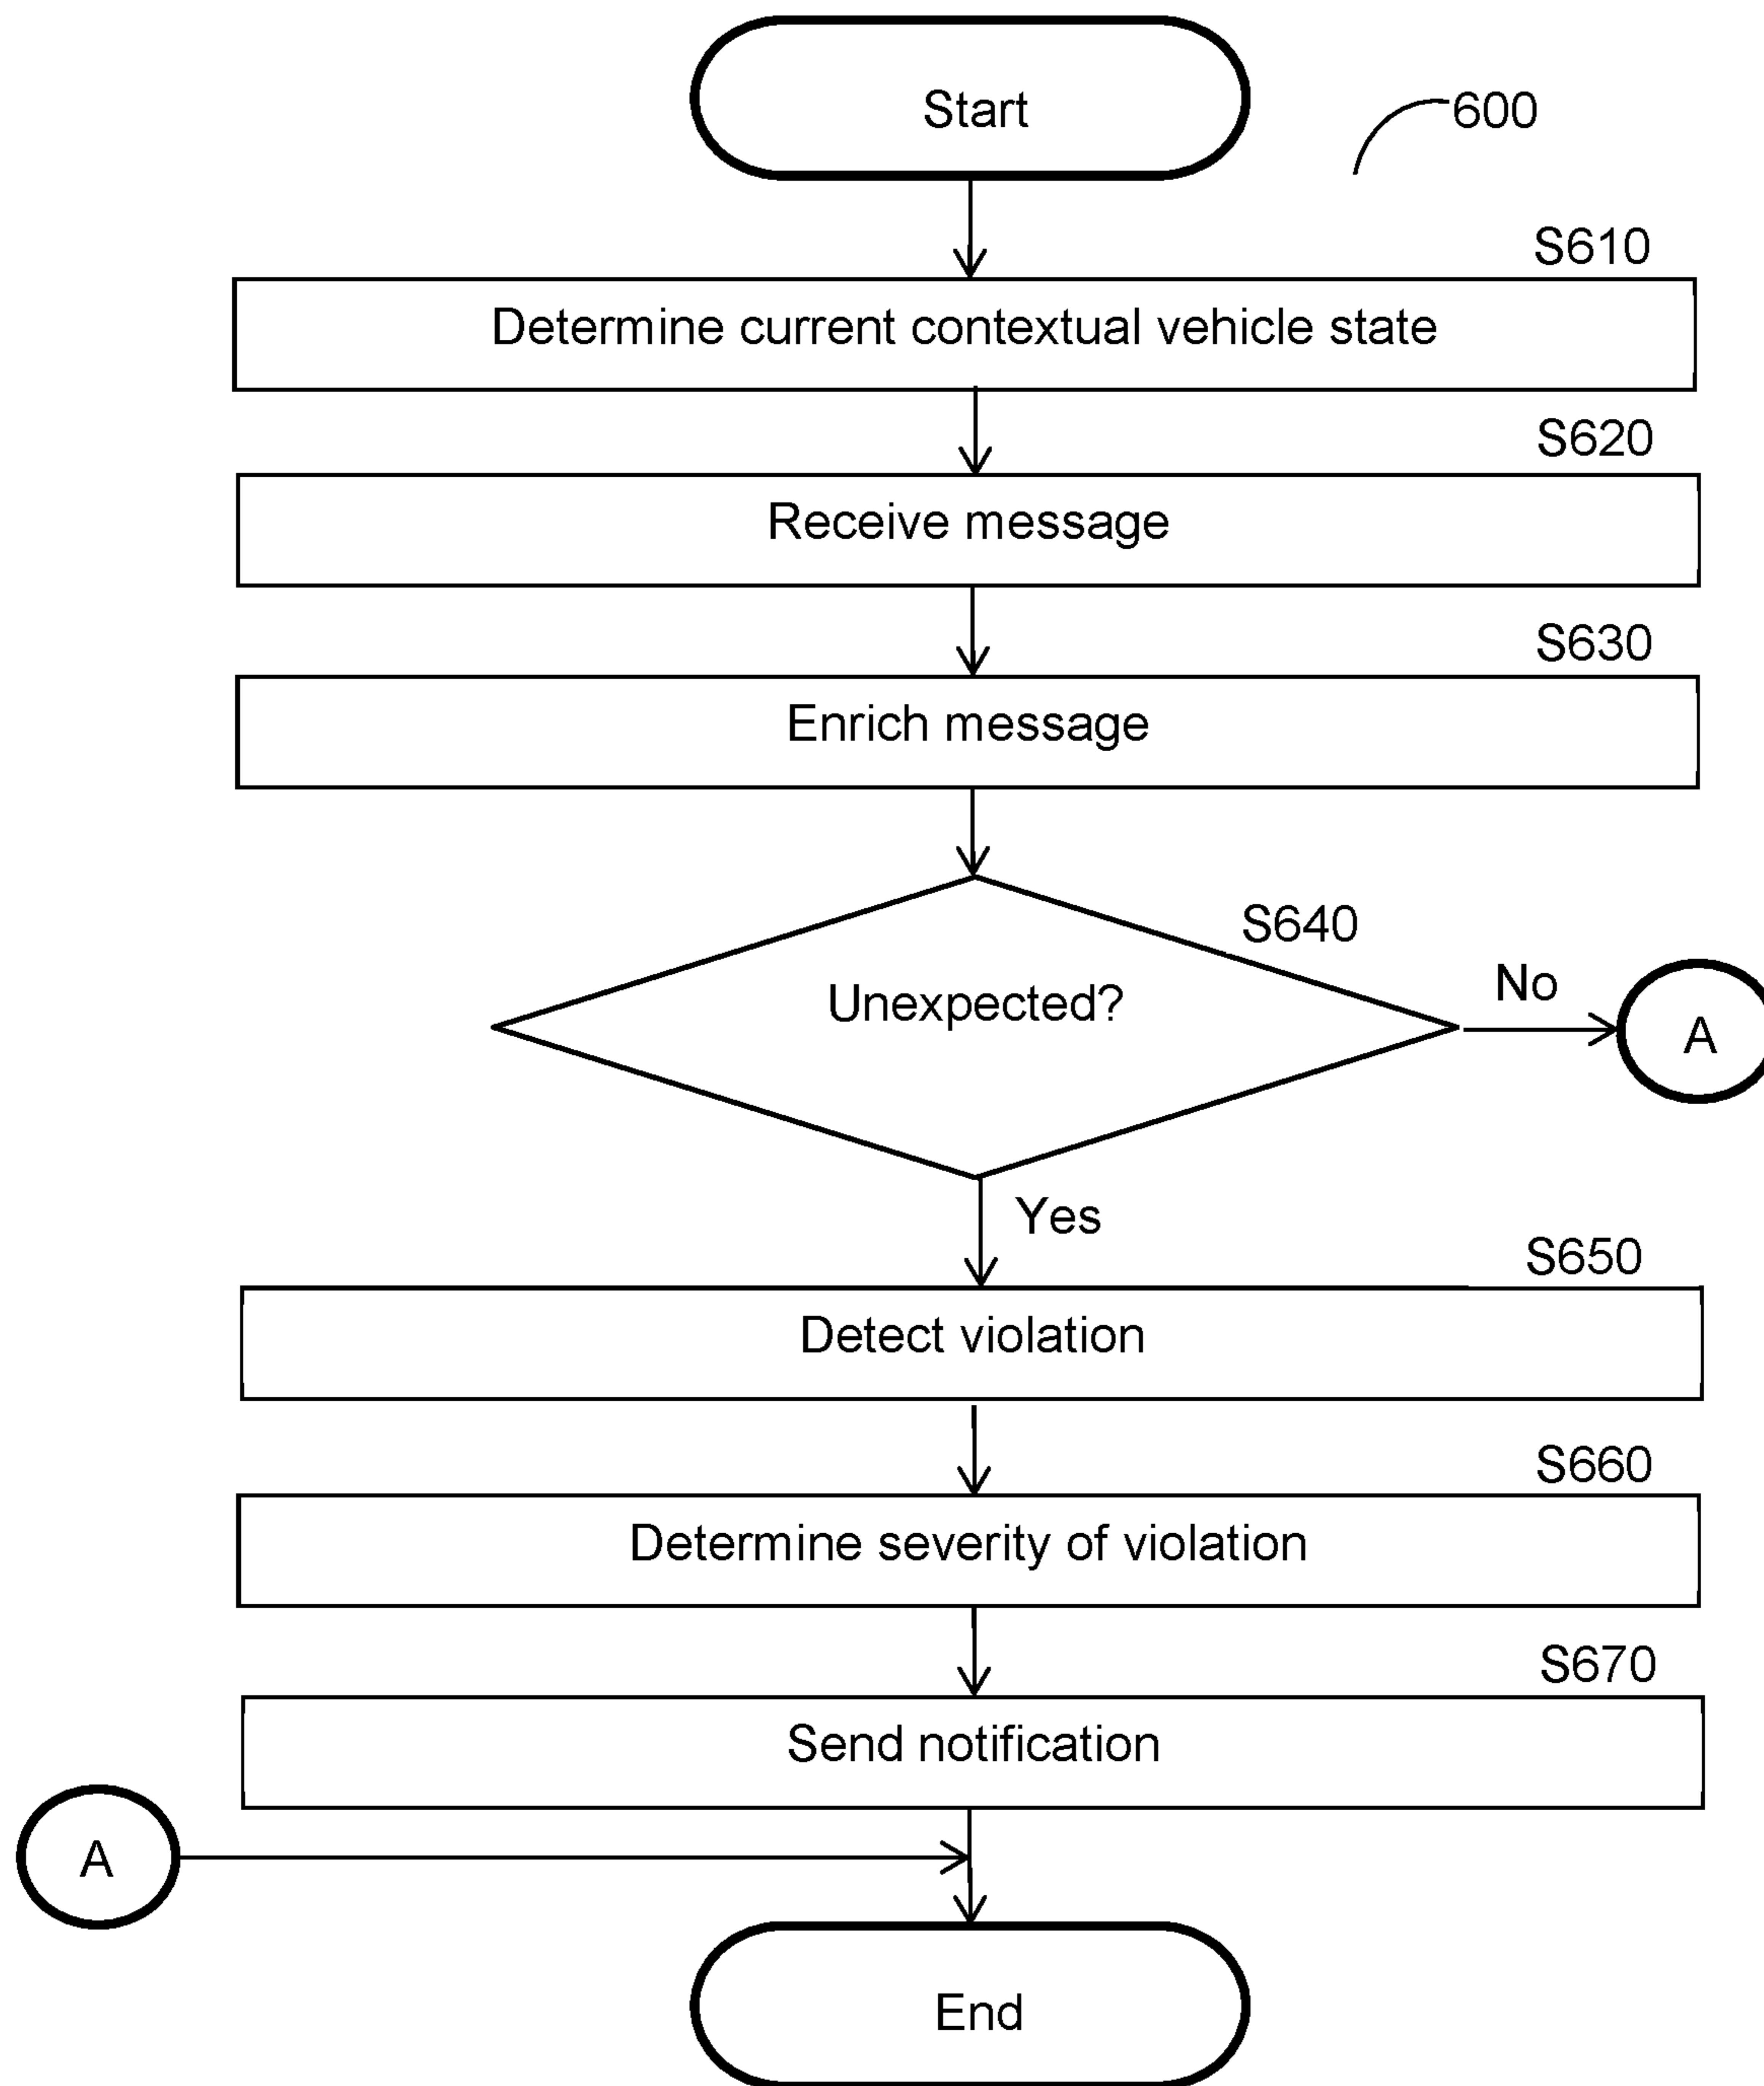 Start
600
S610
Determine current contextual vehicle state
S620
Receive message
S630
Enrich message
S640
Unexpected?
No
A
Yes
S650
Detect violation
S660
Determine severity of violation
S670
Send notification
A
End